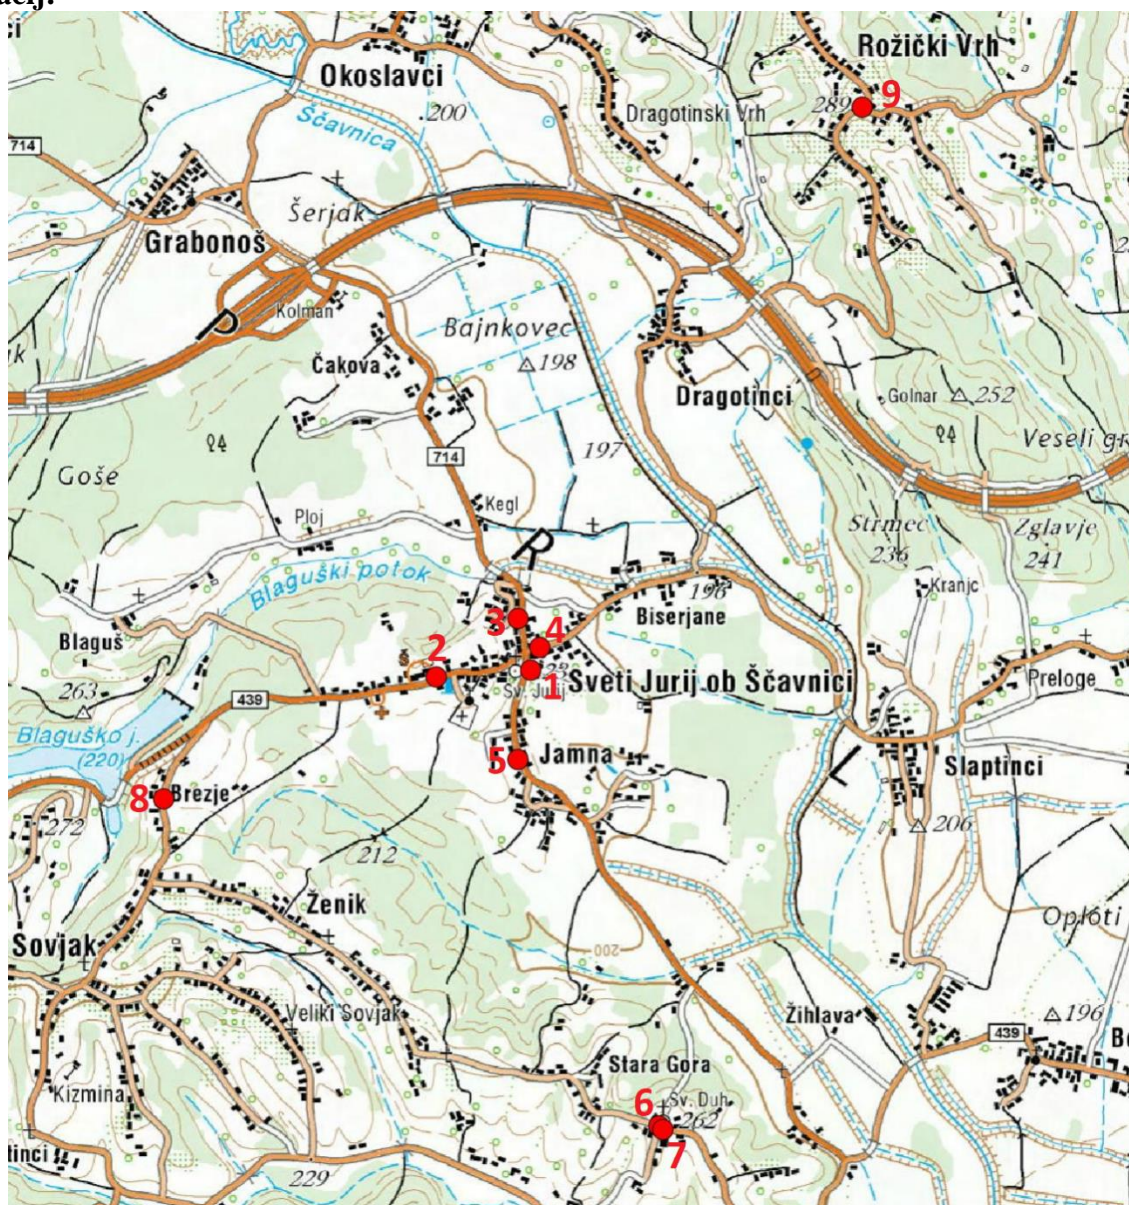 ci
Rožički Vrh
Okoslavci
289
9
Dragotinski Vrh
200
Ščavnica
714
Šerjak
Grabonoš
P
Kolman
Bajnkovec
Čakova
198
Dragotinci
Golnar
252
Veseli gr
714
197
Goše
Kegl
Ploj
Strmec
236
Zglavje
241
P
Blaguški potok
196
Kranjc
Biserjane
3
4
Blaguš
2
Sv. Jurij
1
Sveti Jurij ob Ščavnici
Preloge
263
439
Blaguško j.
(220)
5
Jamna
Slaptinci
8
Brezje
272
206
212
Ženik
Oploti
Sovjak
200
Veliki Sovjak
Žihlava
196
439
Stara Gora
Kizmina
6
Sv. Duh
262
7
tinci
229